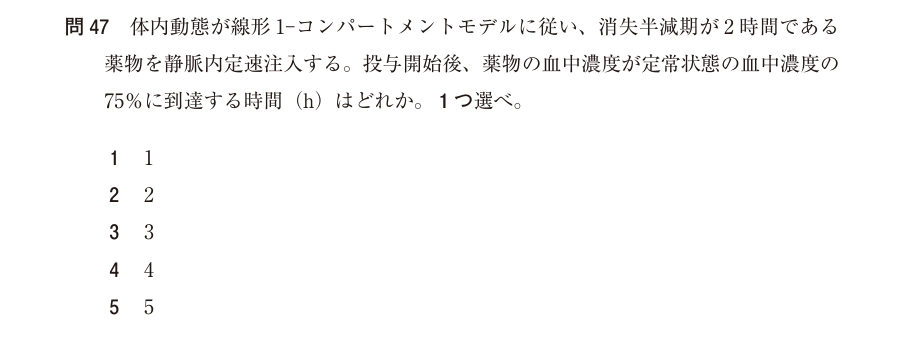 問 47 体内動態が線形 1-コンパートメントモデルに従い、消失半減期が 2 時間である
薬物を静脈内定速注入する。投与開始後、薬物の血中濃度が定常状態の血中濃度の
75%に到達する時間（h）はどれか。1つ選べ。
1 1
2 2
3 3
4 4
5 5